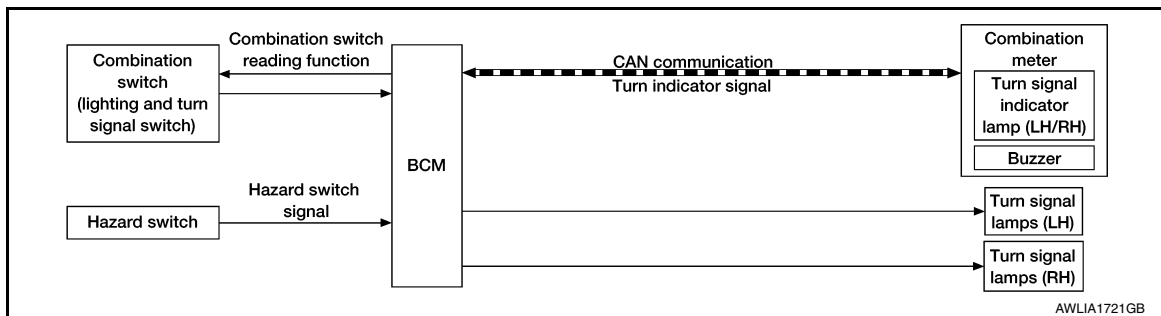 Combination
switch
(lighting and turn
signal switch)
Combination switch
reading function
Hazard switch
Hazard switch
signal
BCM
CAN communication
Turn indicator signal
Combination
meter
Turn signal
indicator
lamp (LH/RH)
Buzzer
Turn signal
lamps (LH)
Turn signal
lamps (RH)
AWLIA1721GB